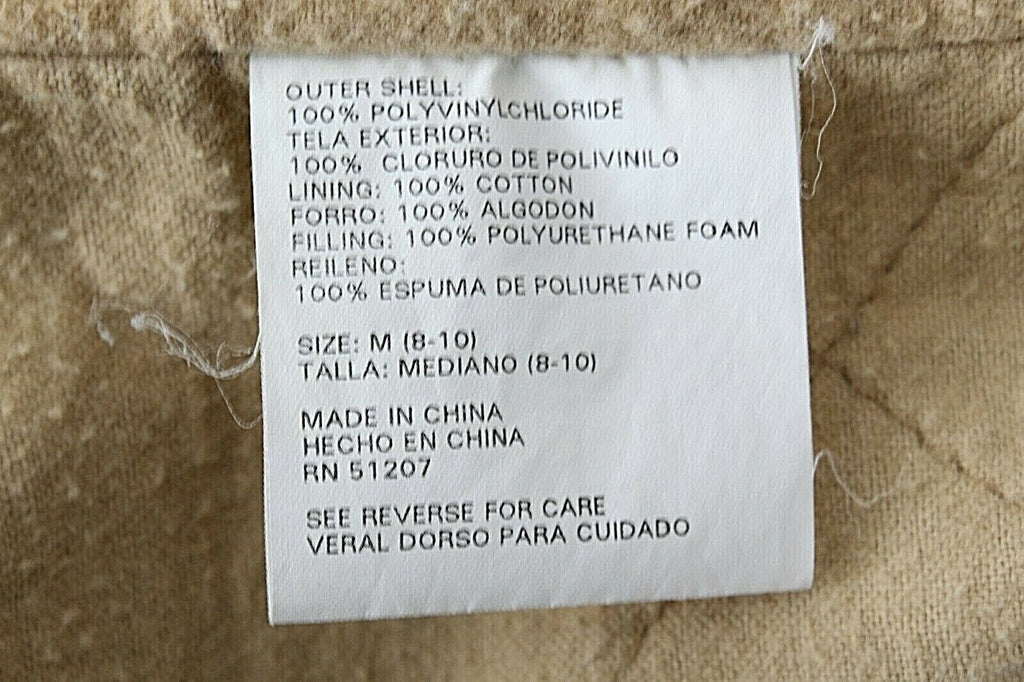 OUTER SHELL:
100% POLYVINYLCHLORIDE
TELA EXTERIOR:
100% CLORURO DE POLIVINILO
LINING: 100% COTTON
FORRO: 100% ALGODON
FILLING: 100% POLYURETHANE FOAM
REILENO:
100% ESPUMA DE POLIURETANO
SIZE: M (8-10)
TALLA: MEDIANO (8-10)
MADE IN CHINA
HECHO EN CHINA
RN 51207
SEE REVERSE FOR CARE
VERAL DORSO PARA CUIDADO